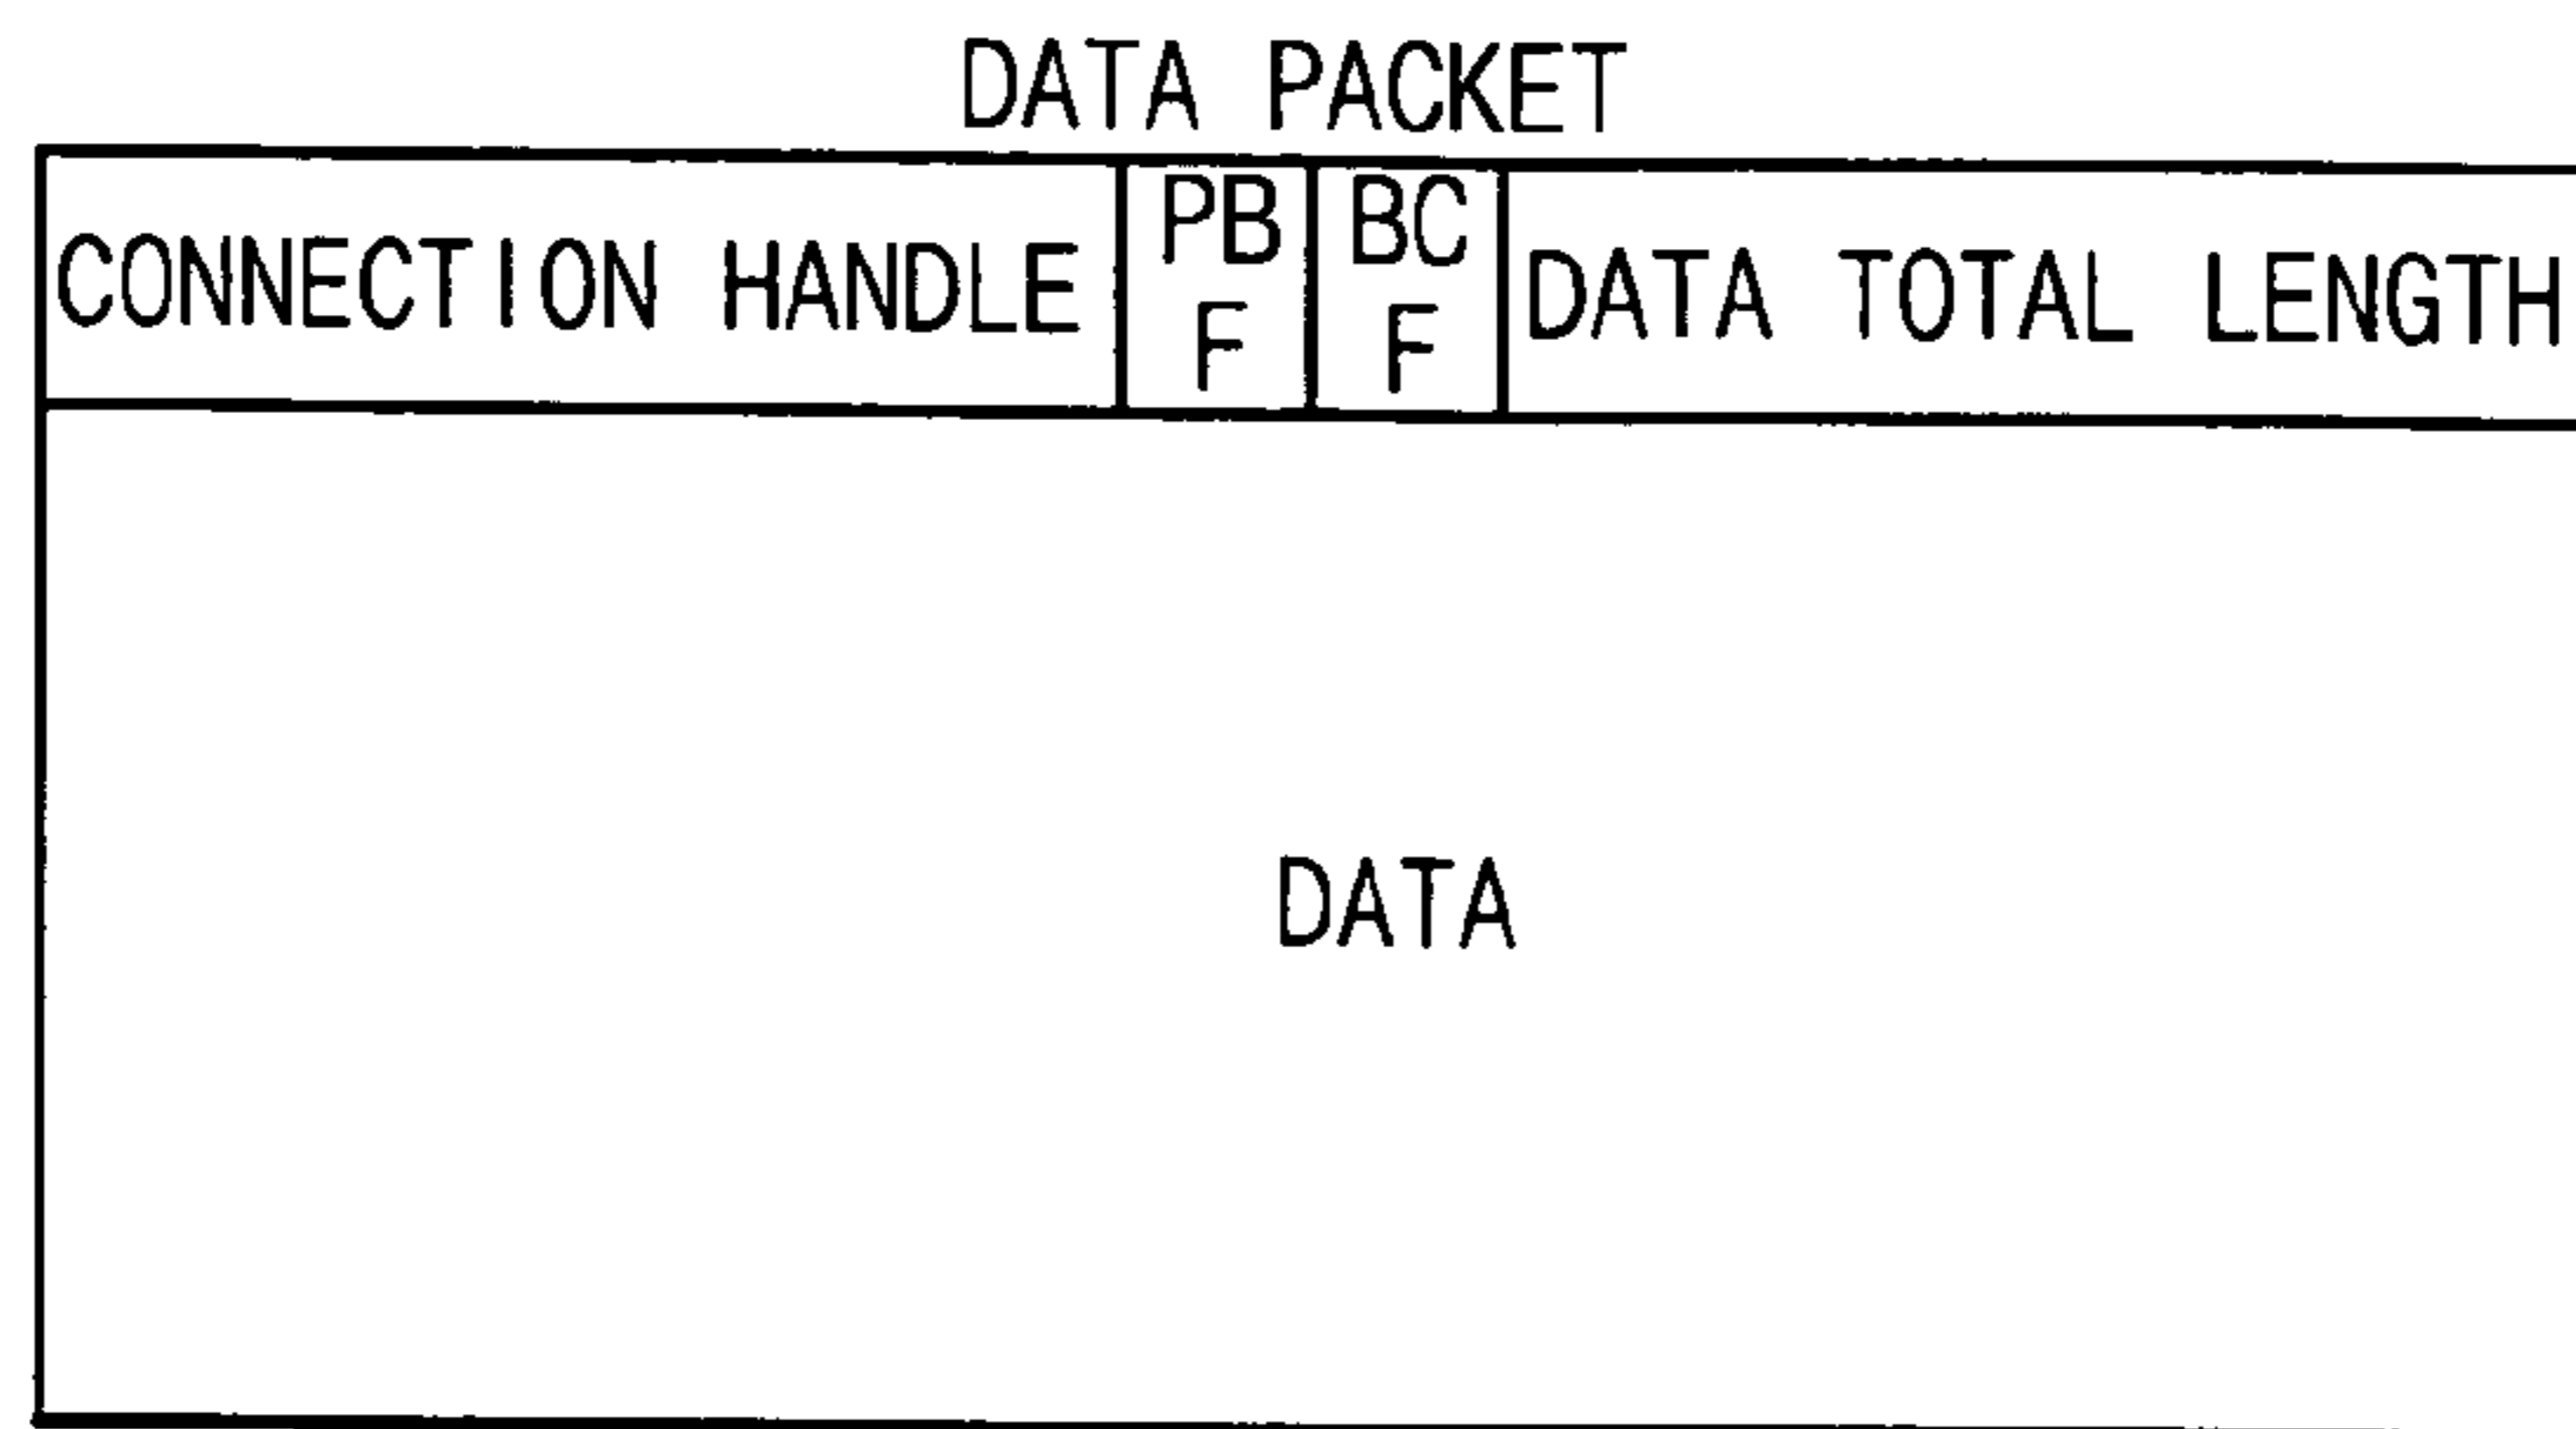 DATA PACKET
CONNECTION HANDLE
PB
F
BC
F
DATA TOTAL LENGTH
DATA